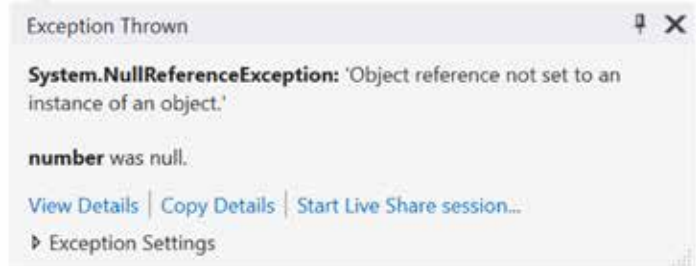 Exception Thrown
System.NullReferenceException: 'Object reference not set to an
instance of an object.'
number was null.
View Details | Copy Details | Start Live Share session...
Exception Settings